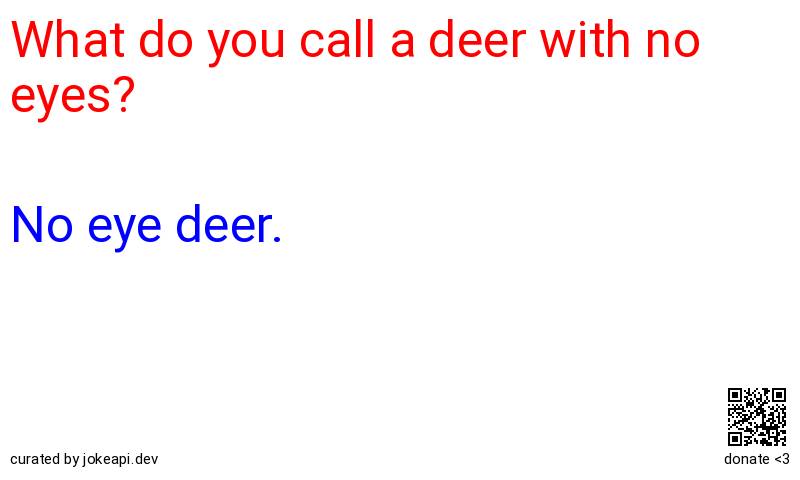 What do you call a deer with no
eyes?
No eye deer.
curated by jokeapi.dev
donate <3